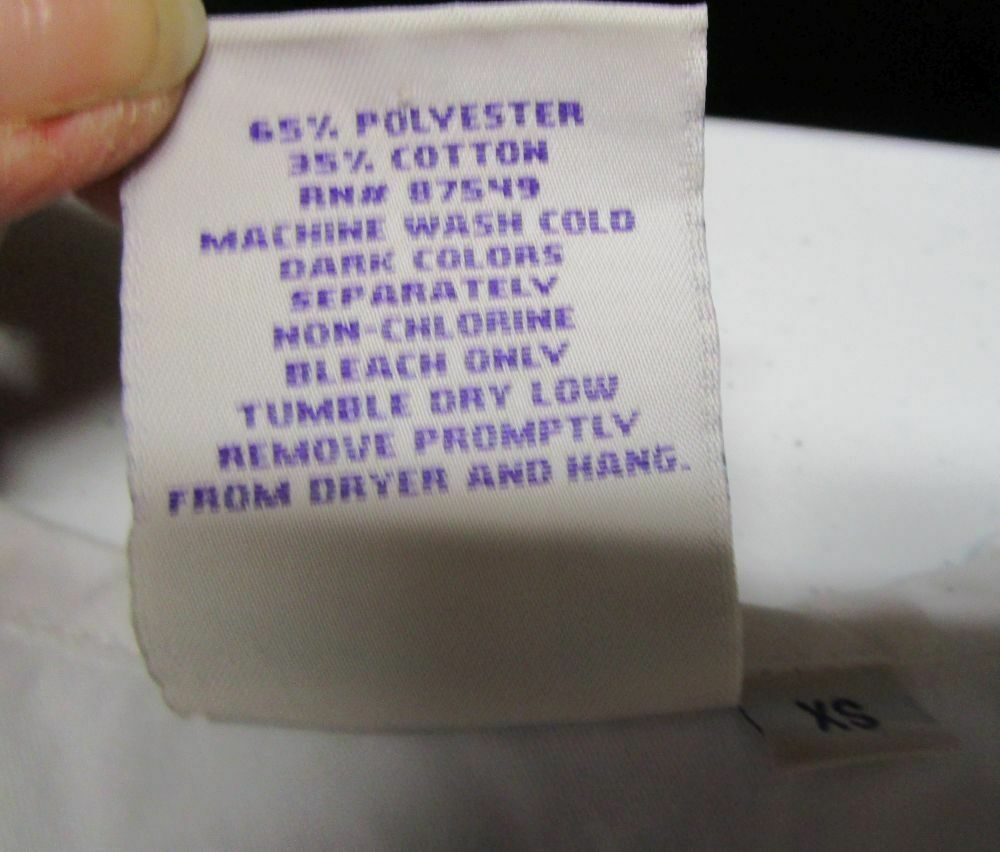 65% POLYESTER
35% COTTON
RN# 87549
MACHINE WASH COLD
DARK COLORS
SEPARATELY
NON-CHLORINE
BLEACH ONLY
TUMBLE DRY LOW
REMOVE PROMPTLY
FROM DRYER AND HANG.
XS